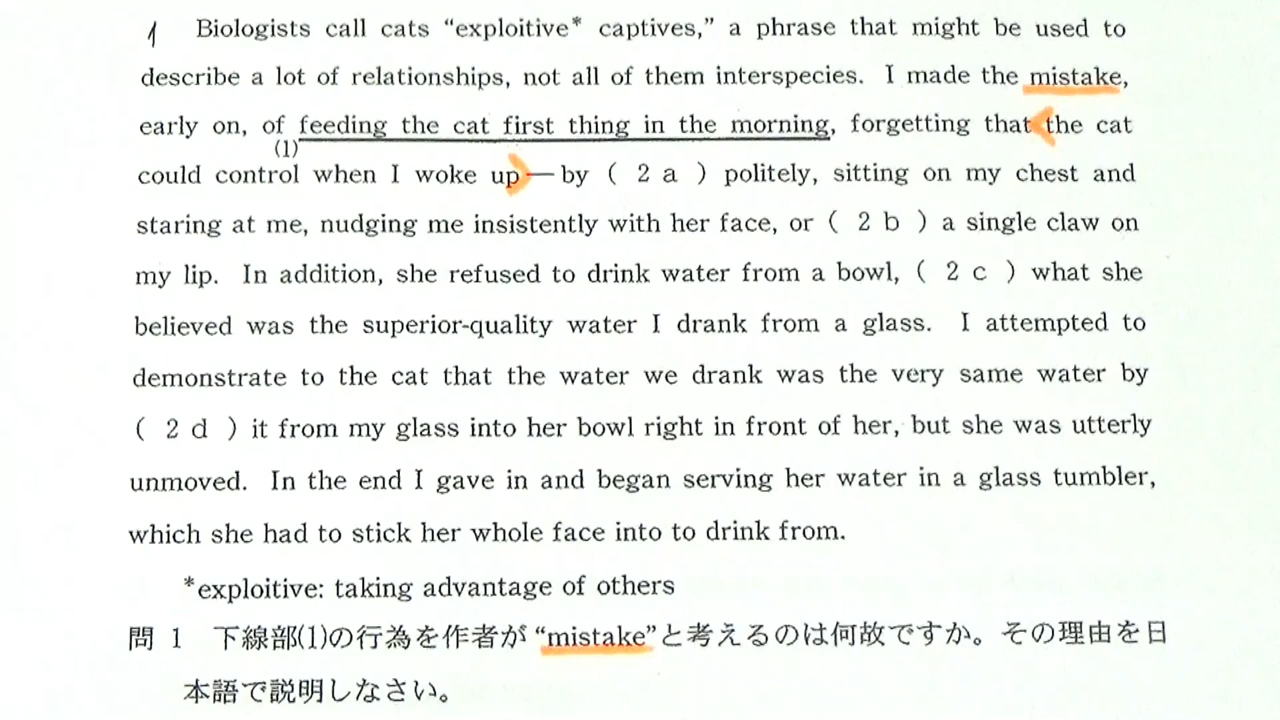 1 Biologists call cats “exploitive* captives,” a phrase that might be used to
describe a lot of relationships, not all of them interspecies. I made the mistake,
early on, of feeding the cat first thing in the morning, forgetting that the cat
(1)
could control when I woke up — by ( 2 a ) politely, sitting on my chest and
staring at me, nudging me insistently with her face, or ( 2 b ) a single claw on
my lip. In addition, she refused to drink water from a bowl, ( 2 c ) what she
believed was the superior-quality water I drank from a glass. I attempted to
demonstrate to the cat that the water we drank was the very same water by
( 2 d ) it from my glass into her bowl right in front of her, but she was utterly
unmoved. In the end I gave in and began serving her water in a glass tumbler,
which she had to stick her whole face into to drink from.
*exploitive: taking advantage of others
問 1 下線部(1)の行為を作者が“mistake”と考えるのは何故ですか。その理由を日
本語で説明しなさい。